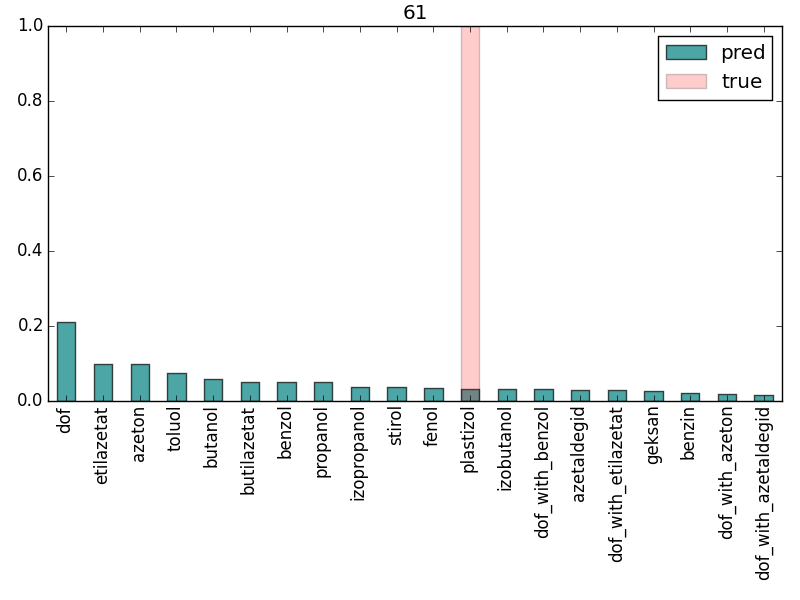 61
1.0
0.8
0.6
0.4
0.2
0.0
pred
true
dof
etilazetat
azeton
toluol
butanol
butilazetat
benzol
propanol
izopropanol
stirol
fenol
plastizol
izobutanol
dof_with_benzol
azetaldegid
dof_with_etilazetat
geksan
benzin
dof_with_azeton
dof_with_azetaldegid